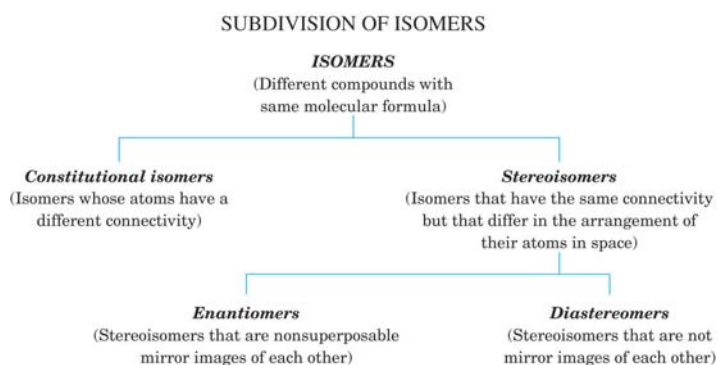 SUBDIVISION OF ISOMERS
ISOMERS
(Different compounds with
same molecular formula)
Constitutional isomers
(Isomers whose atoms have a
different connectivity)
Stereoisomers
(Isomers that have the same connectivity
but that differ in the arrangement of
their atoms in space)
Enantiomers
(Stereoisomers that are nonsuperposable
mirror images of each other)
Diastereomers
(Stereoisomers that are not
mirror images of each other)